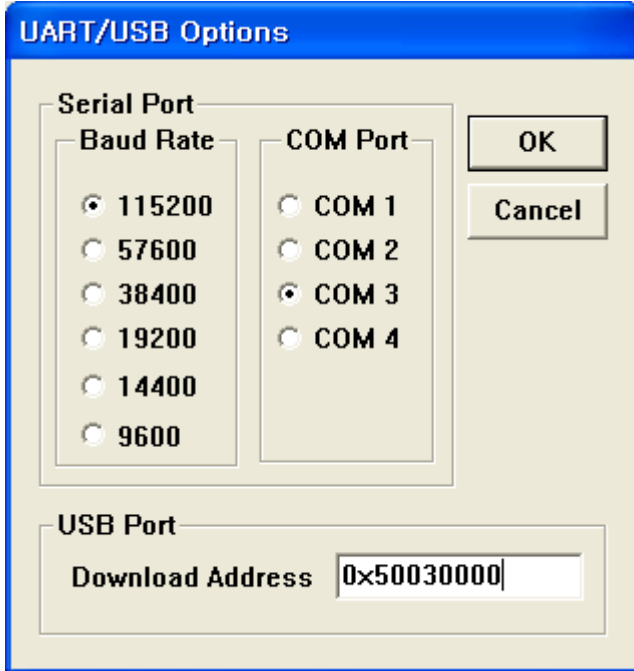 UART/USB Options
Serial Port
Baud Rate
115200
57600
38400
19200
14400
9600
COM Port
COM 1
COM 2
COM 3
COM 4
OK
Cancel
USB Port
Download Address 0x50030000